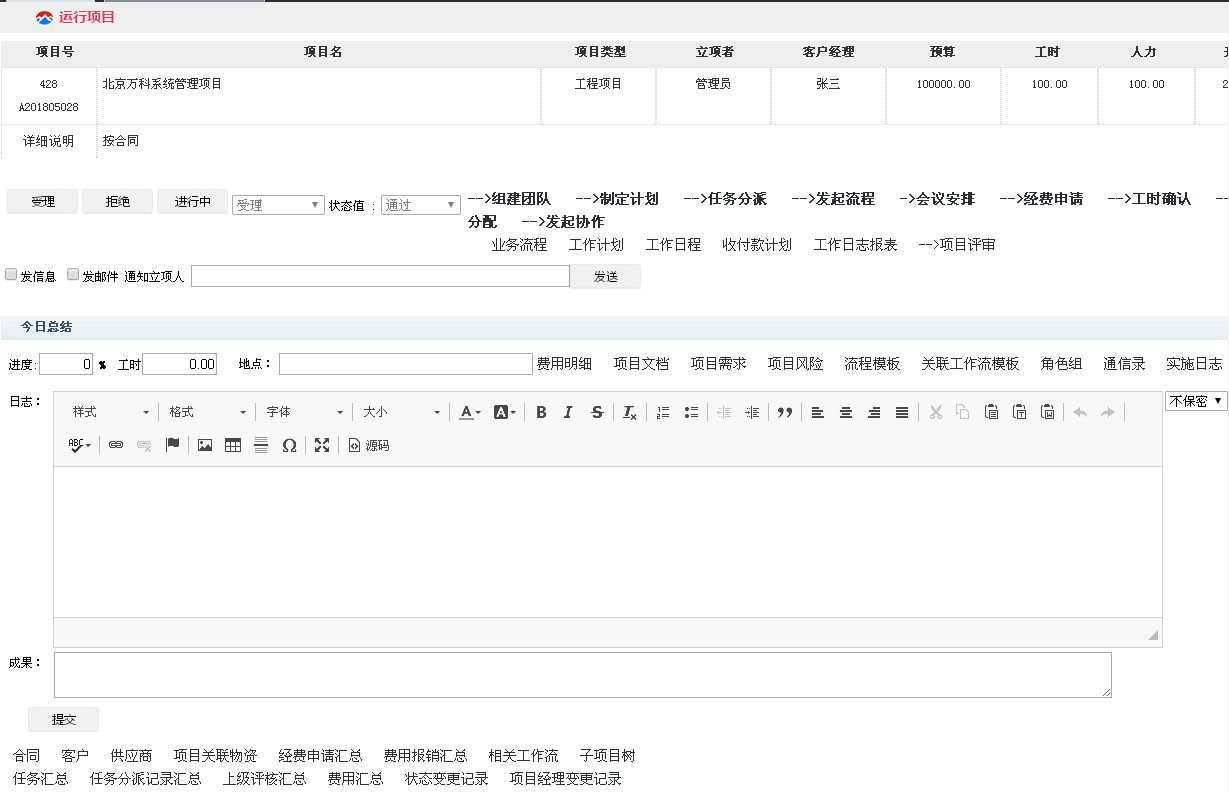 运行项目
项目号 项目名 项目类型 立项者 客户经理 预算 工时 人力
428 北京万科系统管理项目 工程项目 管理员 张三 100000.00 100.00 100.00 2
A201805028
详细说明 按合同
受理 拒绝 进行中 受理 状态值 : 通过 -->组建团队 -->制定计划 -->任务分派 -->发起流程 ->会议安排 -->经费申请 -->工时确认 --
分配 -->发起协作
业务流程 工作计划 工作日程 收付款计划 工作日志报表 -->项目评审
发信息 发邮件 通知立项人 发送
今日总结
进度: 0 % 工时 0.00 地点： 费用明细 项目文档 项目需求 项目风险 流程模板 关联工作流模板 角色组 通信录 实施日志
日志： 样式 格式 字体 大小 A A B I S Tx 不保密
ABC Ω 源码
成果：
提交
合同 客户 供应商 项目关联物资 经费申请汇总 费用报销汇总 相关工作流 子项目树
任务汇总 任务分派记录汇总 上级评核汇总 费用汇总 状态变更记录 项目经理变更记录